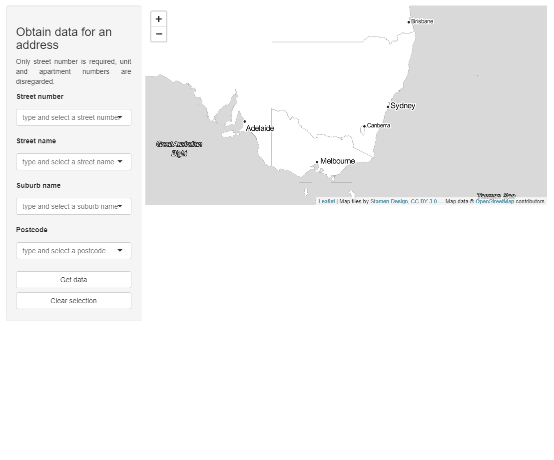 Obtain data for an
address
Only street number is required, unit
and apartment numbers are
disregarded.
Street number
type and select a street number
Street name
type and select a street name
Suburb name
type and select a suburb name
Postcode
type and select a postcode
Get data
Clear selection
+
−
Brisbane
Sydney
Canberra
Adelaide
Melbourne
Great Australian
Bight
Leaflet | Map files by Stamen Design, CC BY 3.0 — Map data © OpenStreetMap contributors